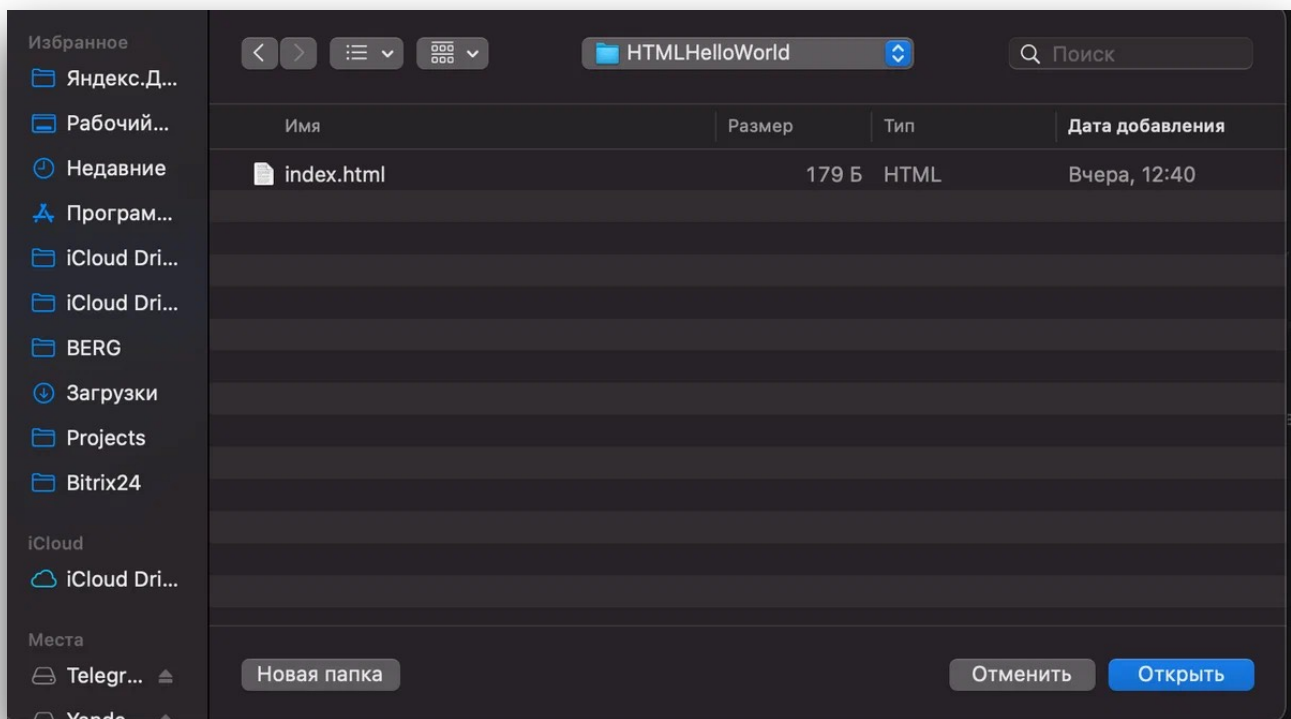 Избранное
Яндекс.Д...
Рабочий...
Недавние
Програм...
iCloud Dri...
iCloud Dri...
BERG
Загрузки
Projects
Bitrix24
iCloud
iCloud Dri...
Места
Telegr...
Yande...
HTMLHelloWorld
Поиск
Имя Размер Тип Дата добавления
index.html 179 Б HTML Вчера, 12:40
Новая папка Отменить Открыть